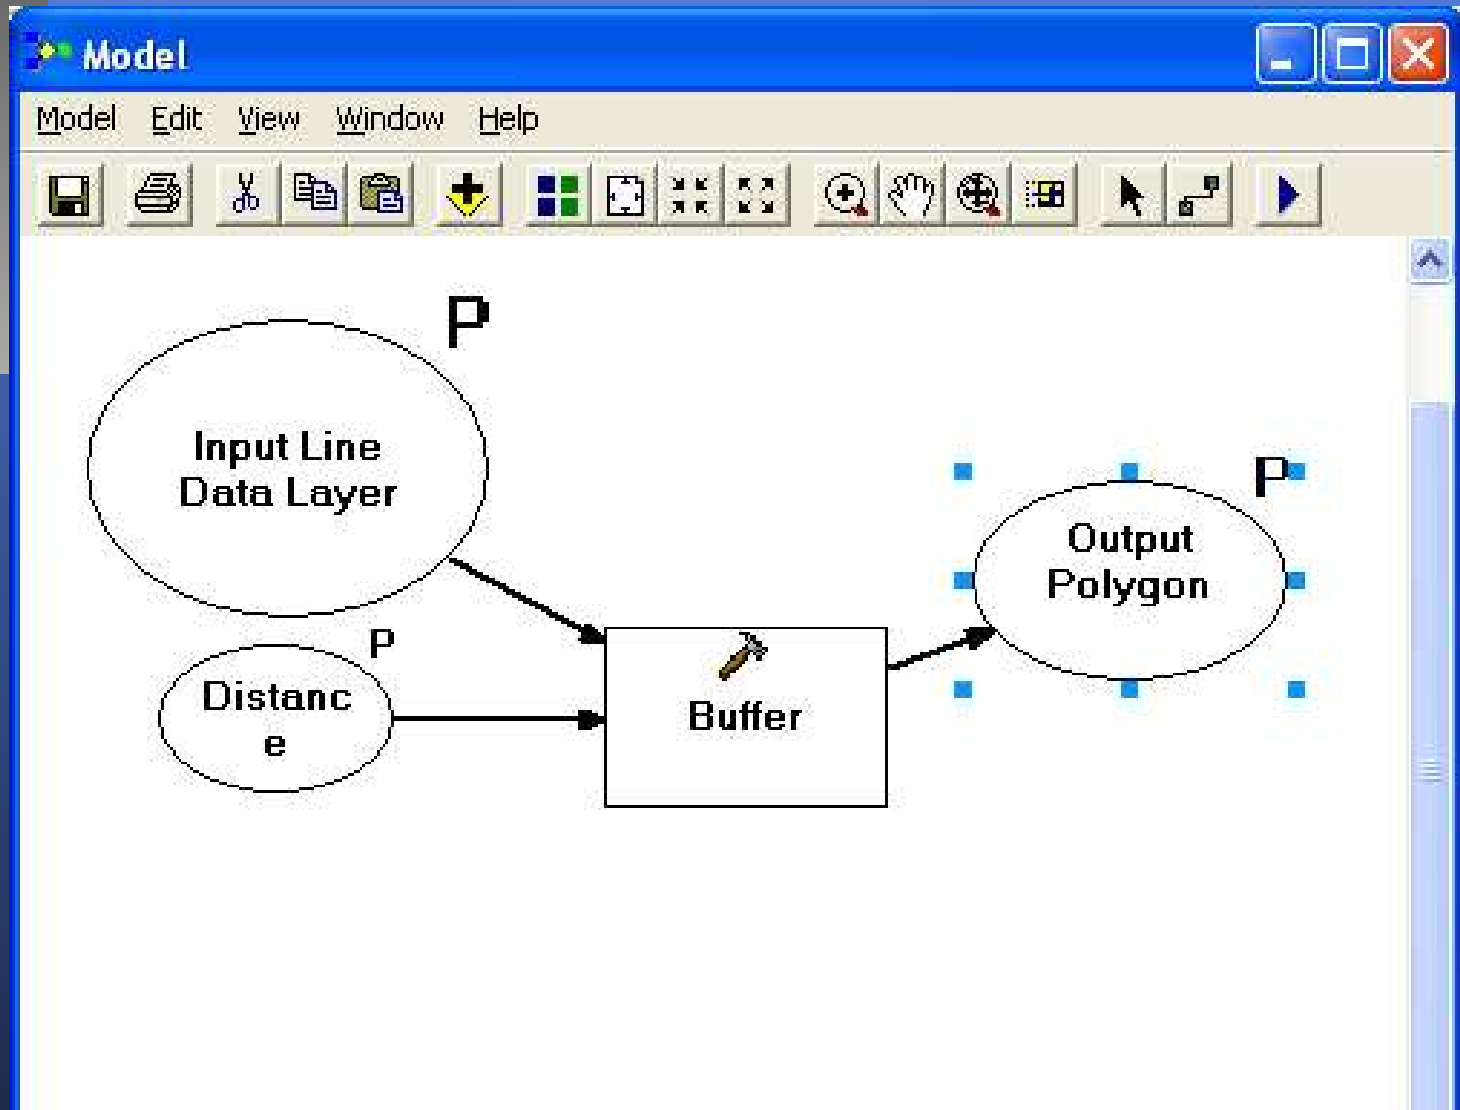 Model
Model Edit View Window Help
P
Input Line
Data Layer
P
Output
Polygon
P
Distanc
e
Buffer